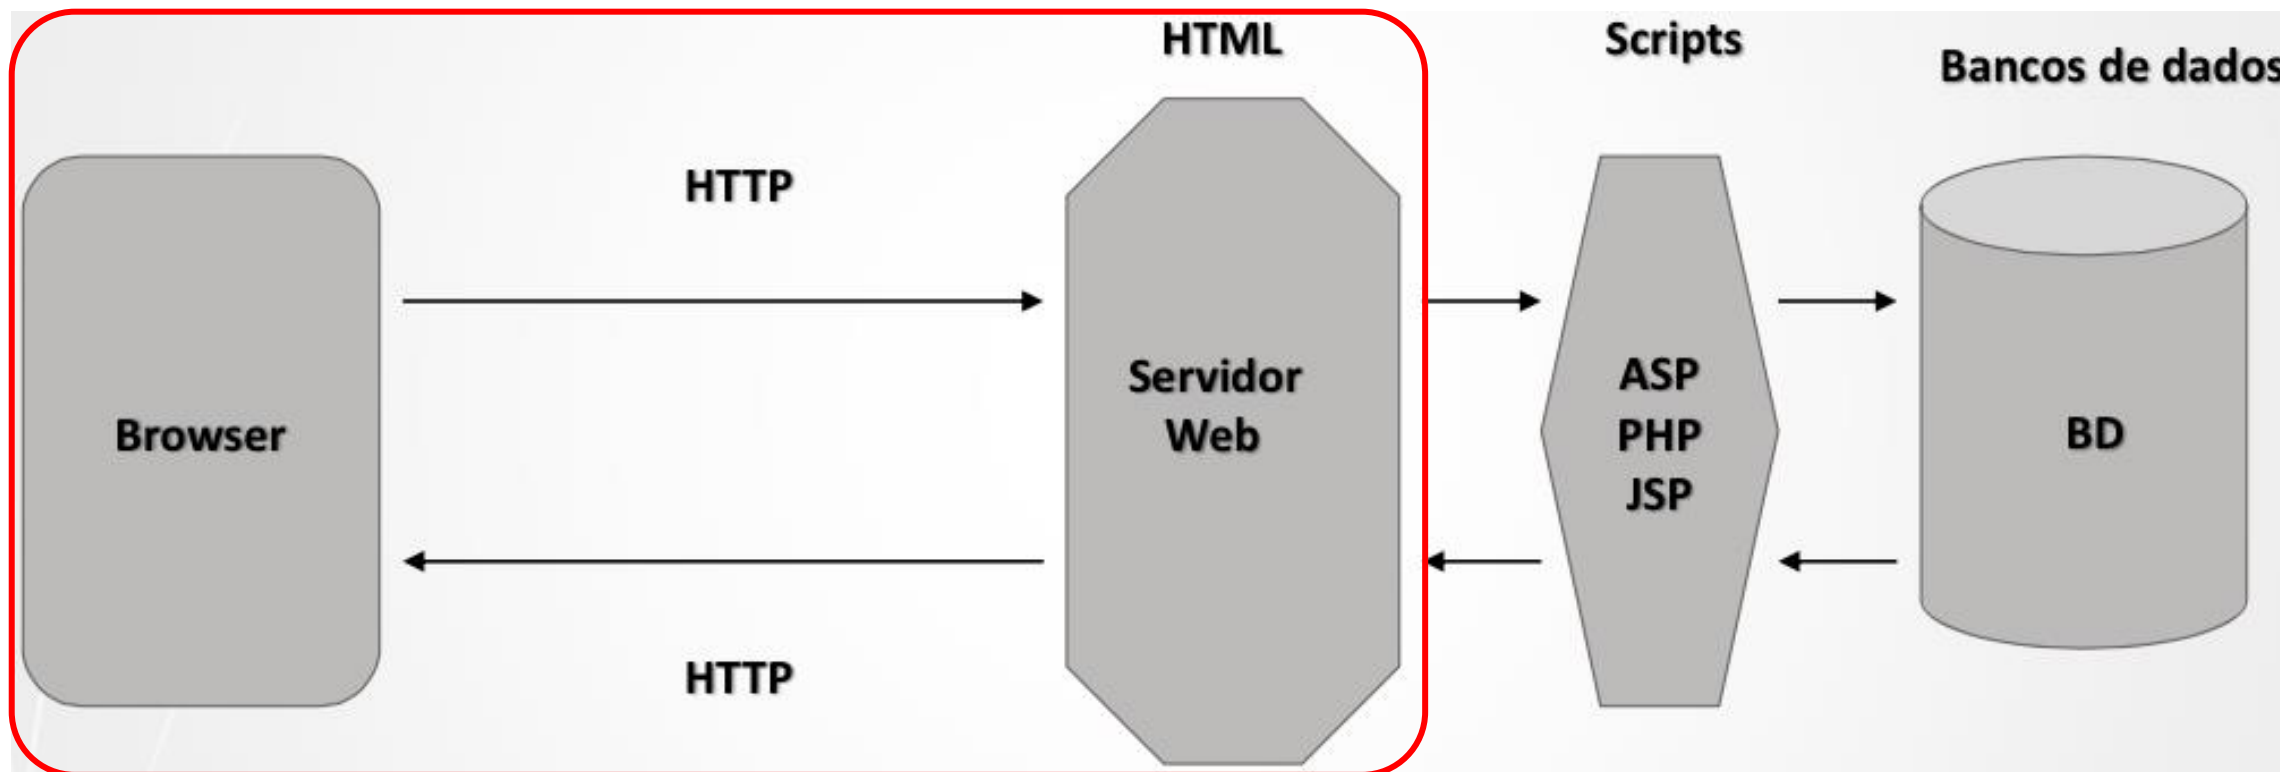 HTML
Scripts
Bancos de dados
HTTP
Browser
Servidor
Web
ASP
PHP
JSP
BD
HTTP